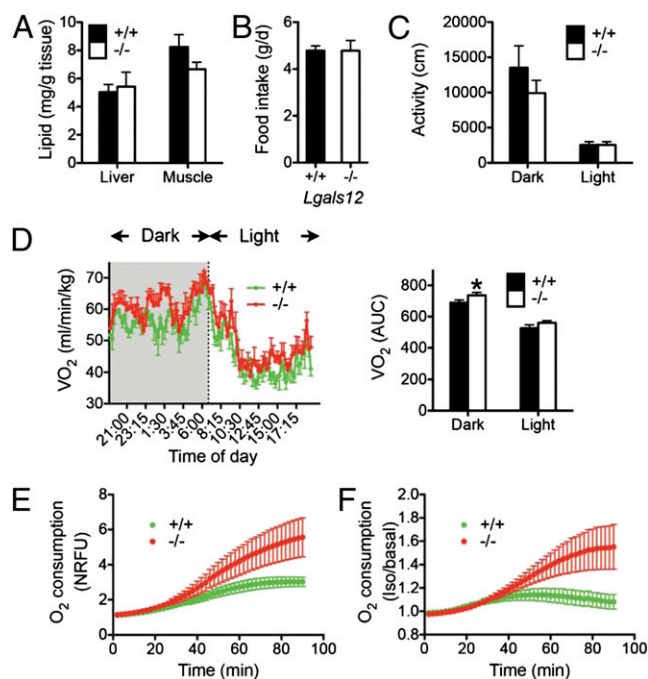 A
Lipid (mg/g tissue)
10
8
6
4
2
0
+/+
-/-
Liver
Muscle
B
Food intake (g/d)
6
4
2
0
+/+
-/-
Lgals12
C
Activity (cm)
20000
15000
10000
5000
0
+/+
-/-
Dark
Light
D
Dark
Light
VO2 (ml/min/kg)
70
60
50
40
30
+/+
-/-
21:00
23:15
1:30
3:45
6:00
8:15
10:30
12:45
15:00
17:15
Time of day
VO2 (AUC)
800
600
400
200
0
*
+/+
-/-
Dark
Light
E
O2 consumption
(NRFU)
8
6
4
2
0
+/+
-/-
0
20
40
60
80
100
Time (min)
F
O2 consumption
(Iso/basal)
1.8
1.6
1.4
1.2
1.0
0.8
+/+
-/-
0
20
40
60
80
100
Time (min)